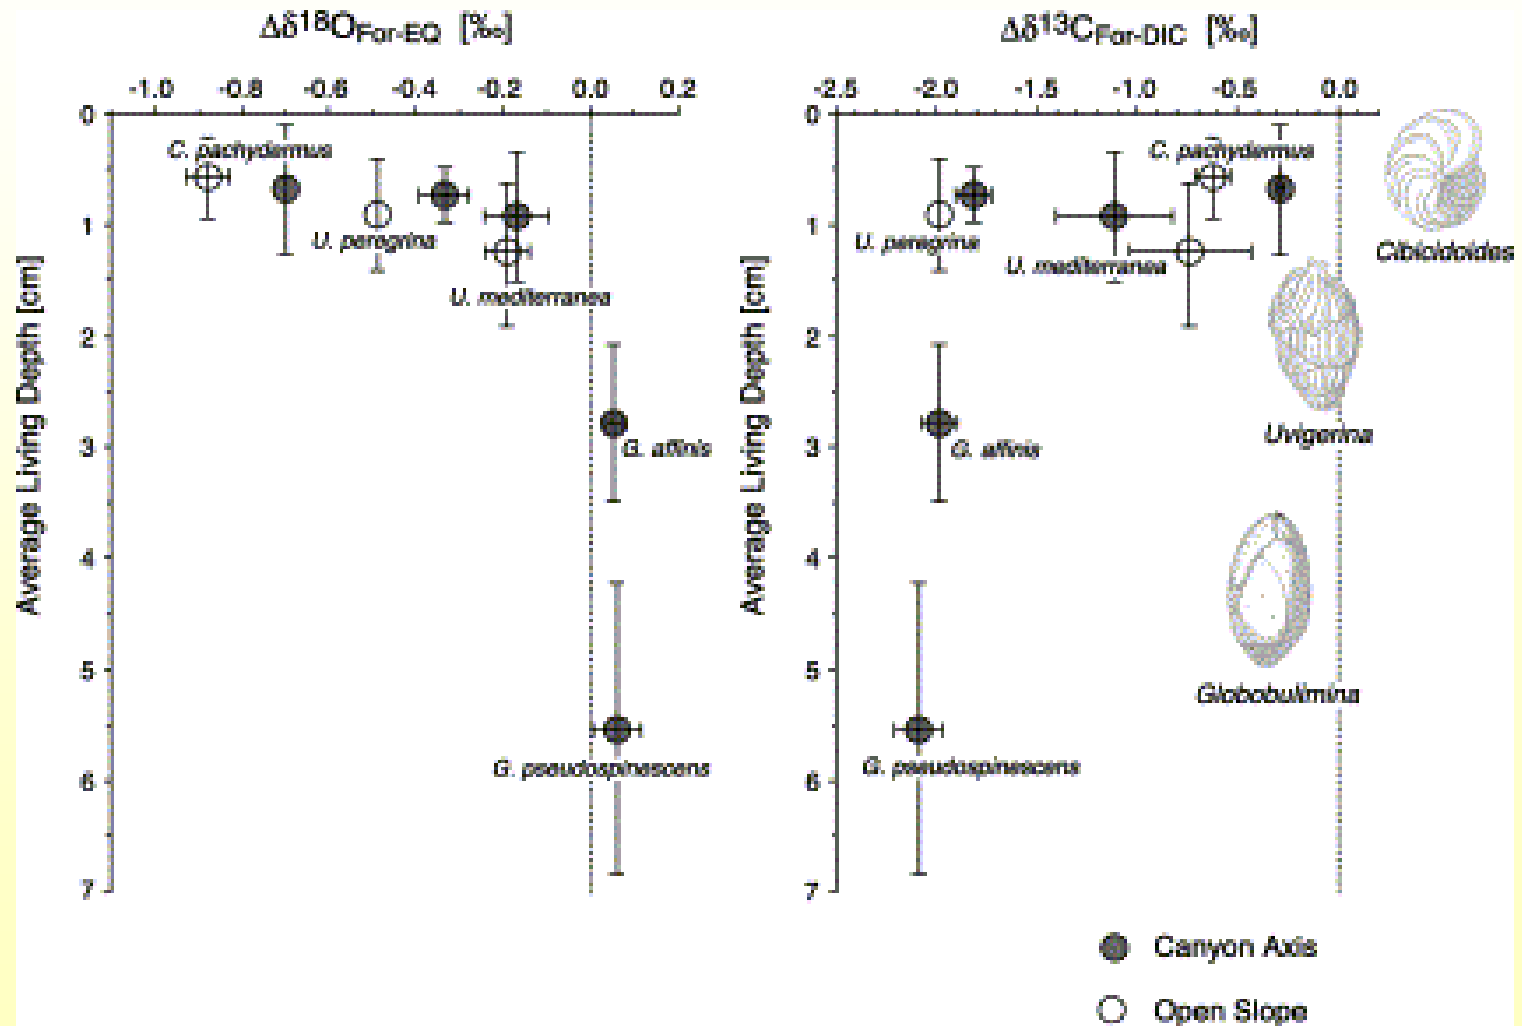 Δδ18OFor-EQ [‰]
-1.0 -0.8 -0.6 -0.4 -0.2 0.0 0.2
Average Living Depth [cm]
0
1
2
3
4
5
6
7
C. pachydermus
U. peregrina
U. mediterranea
G. affinis
G. pseudospinescens
Δδ13CFor-DIC [‰]
-2.5 -2.0 -1.5 -1.0 -0.5 0.0
Average Living Depth [cm]
0
1
2
3
4
5
6
7
C. pachydermus
U. peregrina
U. mediterranea
G. affinis
G. pseudospinescens
Cibicidoides
Uvigerina
Globobulimina
Canyon Axis
Open Slope